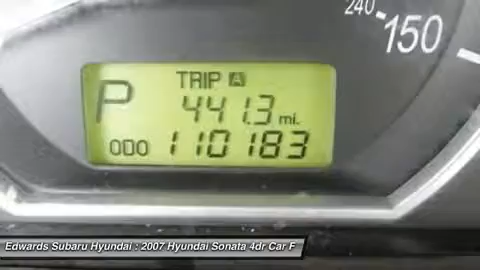 240
150
TRIP A
P 441.3 mi.
ODO 110183
Edwards Subaru Hyundai : 2007 Hyundai Sonata 4dr Car F